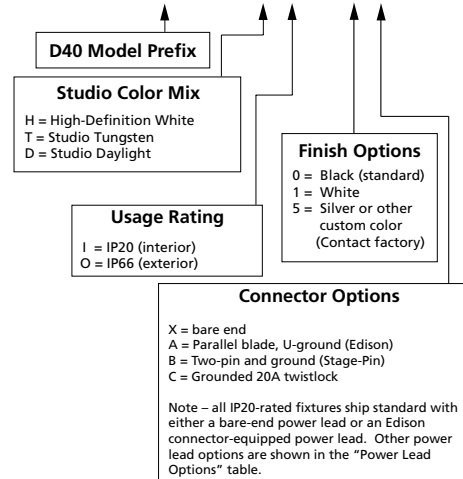 D40 Model Prefix
Studio Color Mix
H = High-Definition White
T = Studio Tungsten
D = Studio Daylight
Finish Options
0 = Black (standard)
1 = White
5 = Silver or other
custom color
(Contact factory)
Usage Rating
I = IP20 (interior)
O = IP66 (exterior)
Connector Options
X = bare end
A = Parallel blade, U-ground (Edison)
B = Two-pin and ground (Stage-Pin)
C = Grounded 20A twistlock
Note – all IP20-rated fixtures ship standard with
either a bare-end power lead or an Edison
connector-equipped power lead. Other power
lead options are shown in the “Power Lead
Options” table.